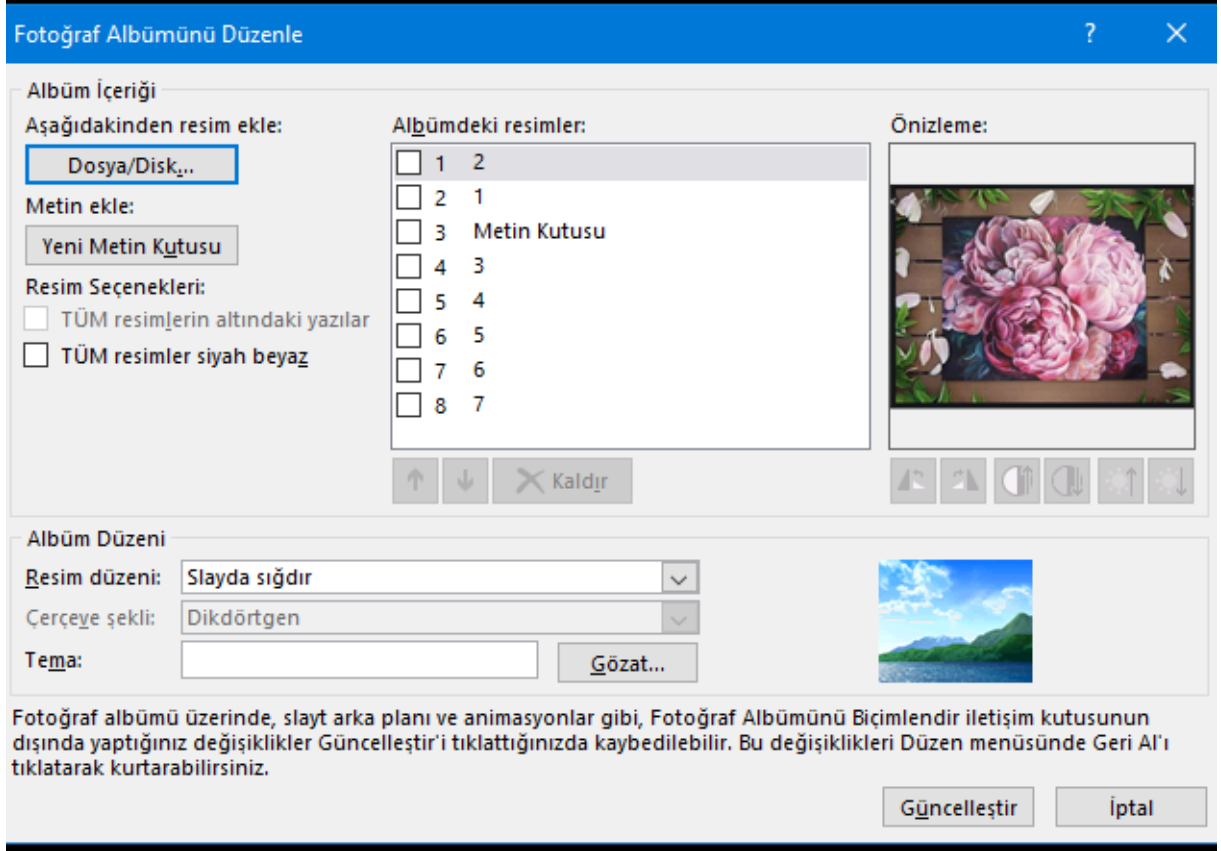 Fotoğraf Albümünü Düzenle
?
Albüm İçeriği
Aşağıdakinden resim ekle:
Dosya/Disk...
Metin ekle:
Yeni Metin Kutusu
Resim Seçenekleri:
TÜM resimlerin altındaki yazılar
TÜM resimler siyah beyaz
Albümdeki resimler:
1 2
2 1
3 Metin Kutusu
4 3
5 4
6 5
7 6
8 7
Kaldır
Önizleme:
Albüm Düzeni
Resim düzeni: Slayda sığdır
Çerçeve şekli: Dikdörtgen
Tema:
Gözat...
Fotoğraf albümü üzerinde, slayt arka planı ve animasyonlar gibi, Fotoğraf Albümünü Biçimlendir iletişim kutusunun
dışında yaptığınız değişiklikler Güncelleştir'i tıklattığınızda kaybedilebilir. Bu değişiklikleri Düzen menüsünde Geri Al'ı
tıklatarak kurtarabilirsiniz.
Güncelleştir
İptal